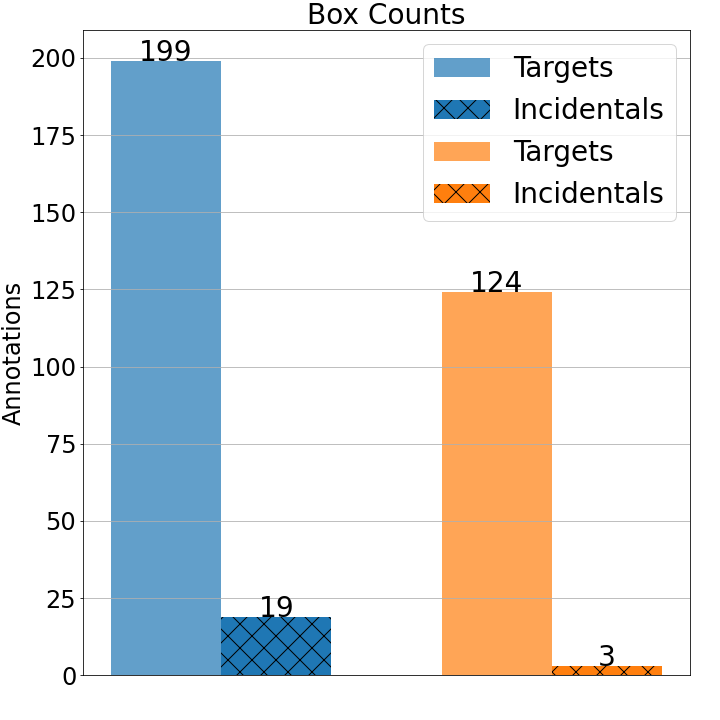 Box Counts
Annotations
200
175
150
125
100
75
50
25
0
199
19
124
3
Targets
Incidentals
Targets
Incidentals